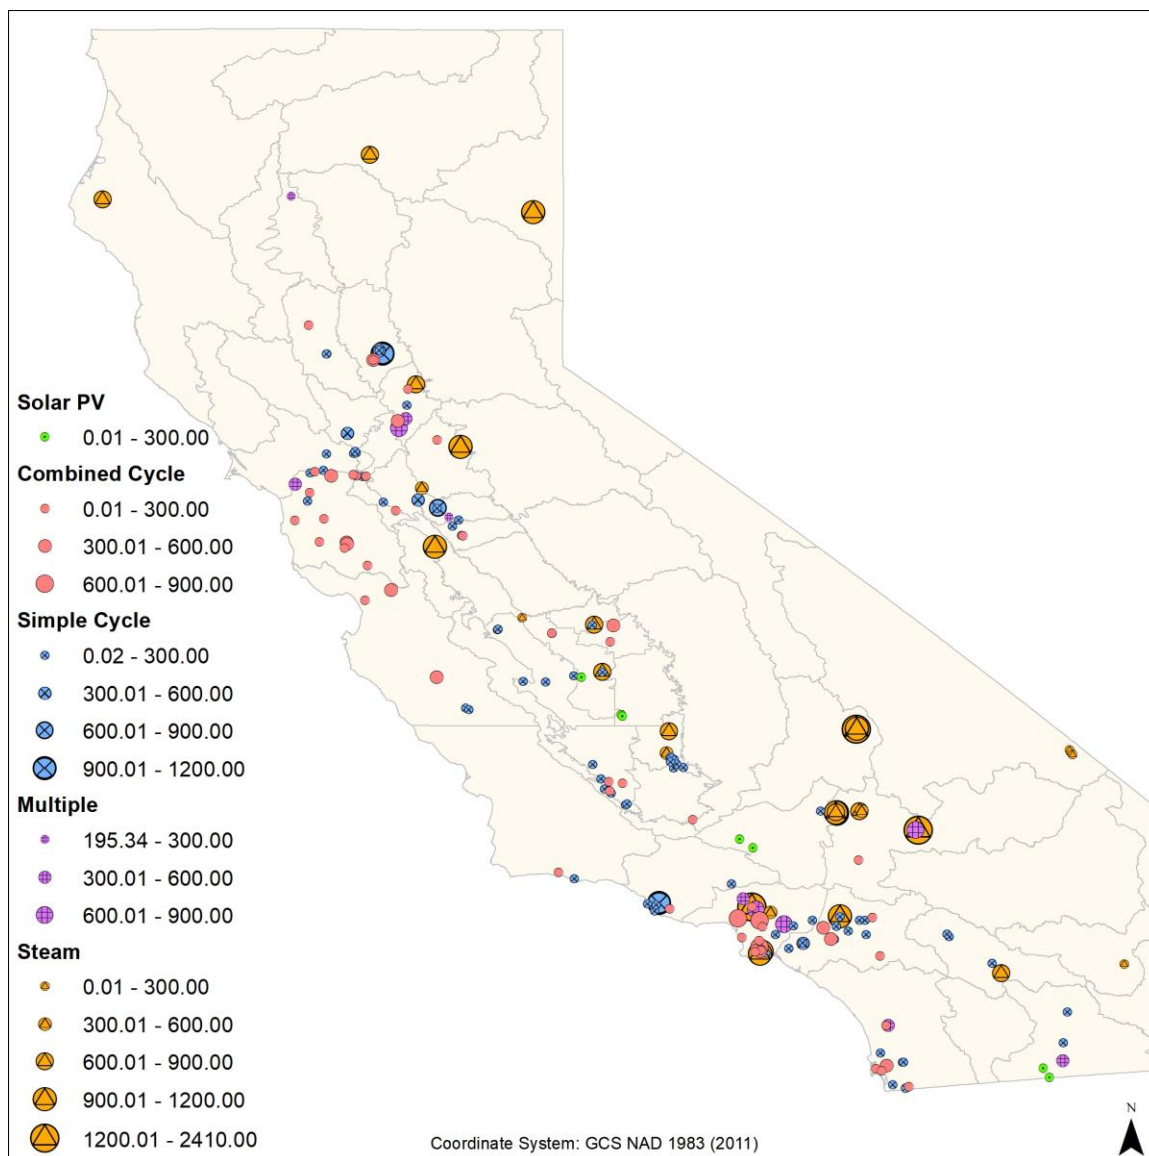 Solar PV
0.01 - 300.00
Combined Cycle
0.01 - 300.00
300.01 - 600.00
600.01 - 900.00
Simple Cycle
0.02 - 300.00
300.01 - 600.00
600.01 - 900.00
900.01 - 1200.00
Multiple
195.34 - 300.00
300.01 - 600.00
600.01 - 900.00
Steam
0.01 - 300.00
300.01 - 600.00
600.01 - 900.00
900.01 - 1200.00
1200.01 - 2410.00
Coordinate System: GCS NAD 1983 (2011)
N